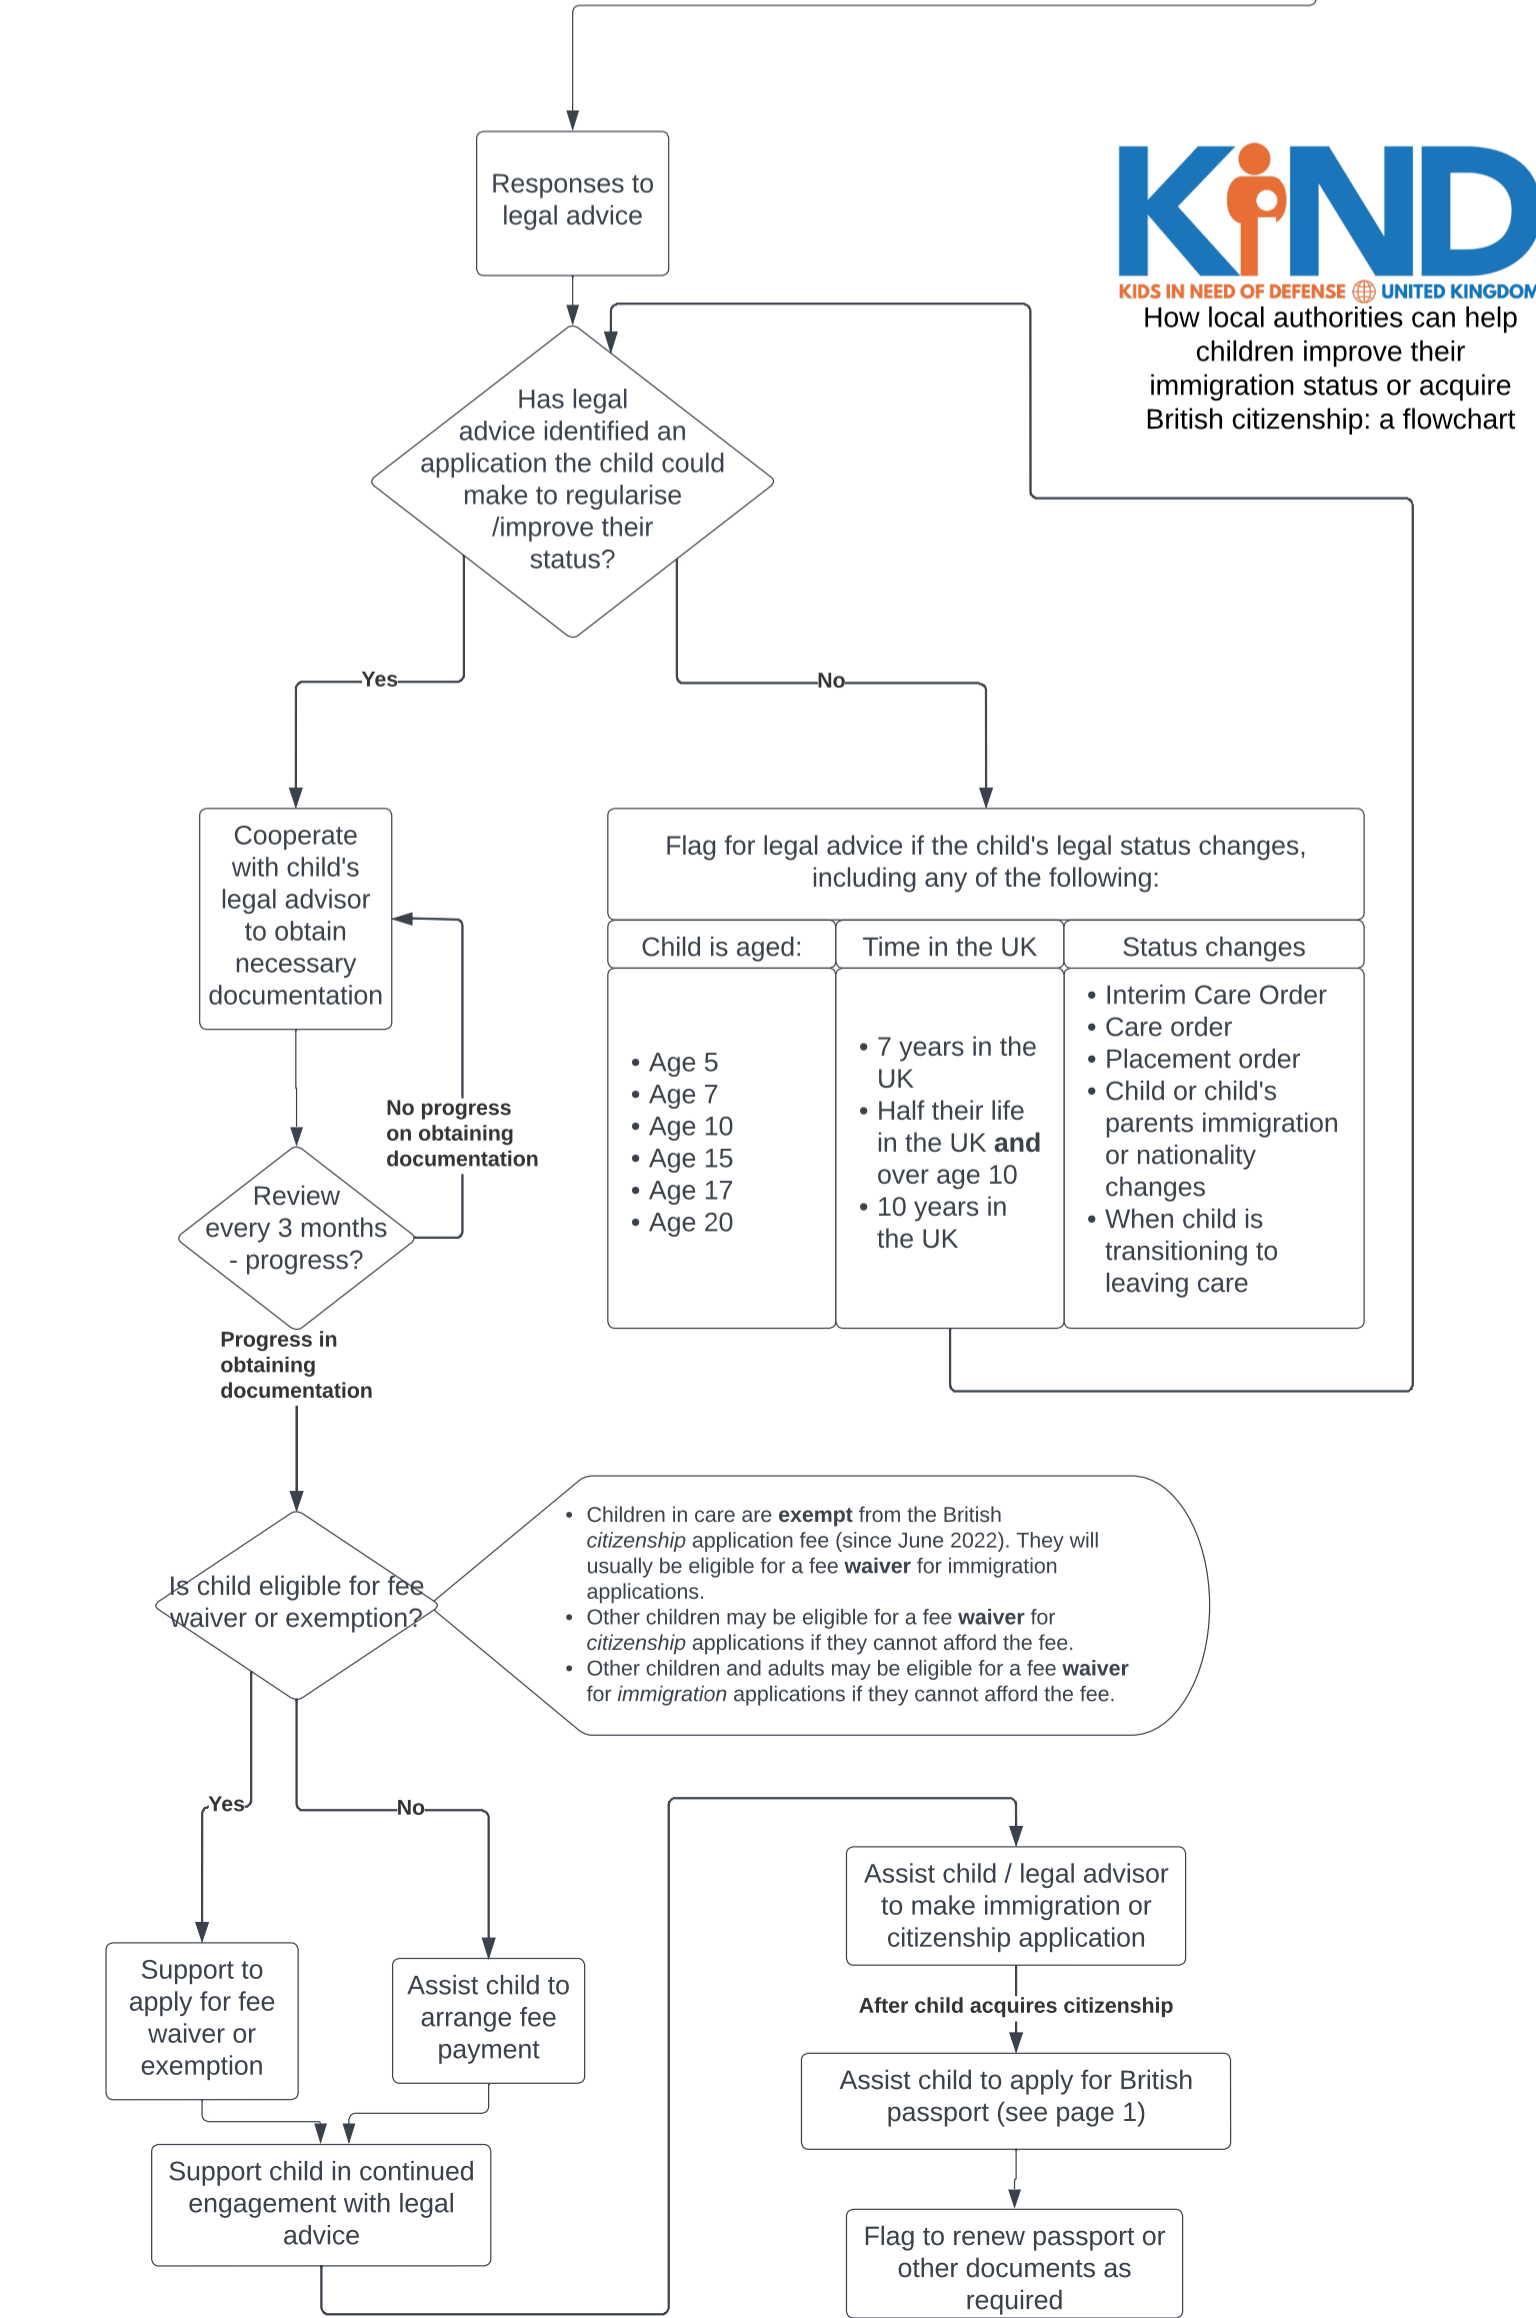 Responses to
legal advice
KiND
KIDS IN NEED OF DEFENSE UNITED KINGDOM
How local authorities can help
children improve their
immigration status or acquire
British citizenship: a flowchart
Has legal
advice identified an
application the child could
make to regularise
/improve their
status?
Yes
No
Cooperate
with child's
legal advisor
to obtain
necessary
documentation
Flag for legal advice if the child's legal status changes,
including any of the following:
Child is aged:
Time in the UK
Status changes
• Age 5
• Age 7
• Age 10
• Age 15
• Age 17
• Age 20
• 7 years in the
UK
• Half their life
in the UK and
over age 10
• 10 years in
the UK
• Interim Care Order
• Care order
• Placement order
• Child or child's
parents immigration
or nationality
changes
• When child is
transitioning to
leaving care
No progress
on obtaining
documentation
Review
every 3 months
- progress?
Progress in
obtaining
documentation
Is child eligible for fee
waiver or exemption?
• Children in care are exempt from the British
citizenship application fee (since June 2022). They will
usually be eligible for a fee waiver for immigration
applications.
• Other children may be eligible for a fee waiver for
citizenship applications if they cannot afford the fee.
• Other children and adults may be eligible for a fee waiver
for immigration applications if they cannot afford the fee.
Yes
No
Support to
apply for fee
waiver or
exemption
Assist child to
arrange fee
payment
Support child in continued
engagement with legal
advice
Assist child / legal advisor
to make immigration or
citizenship application
After child acquires citizenship
Assist child to apply for British
passport (see page 1)
Flag to renew passport or
other documents as
required